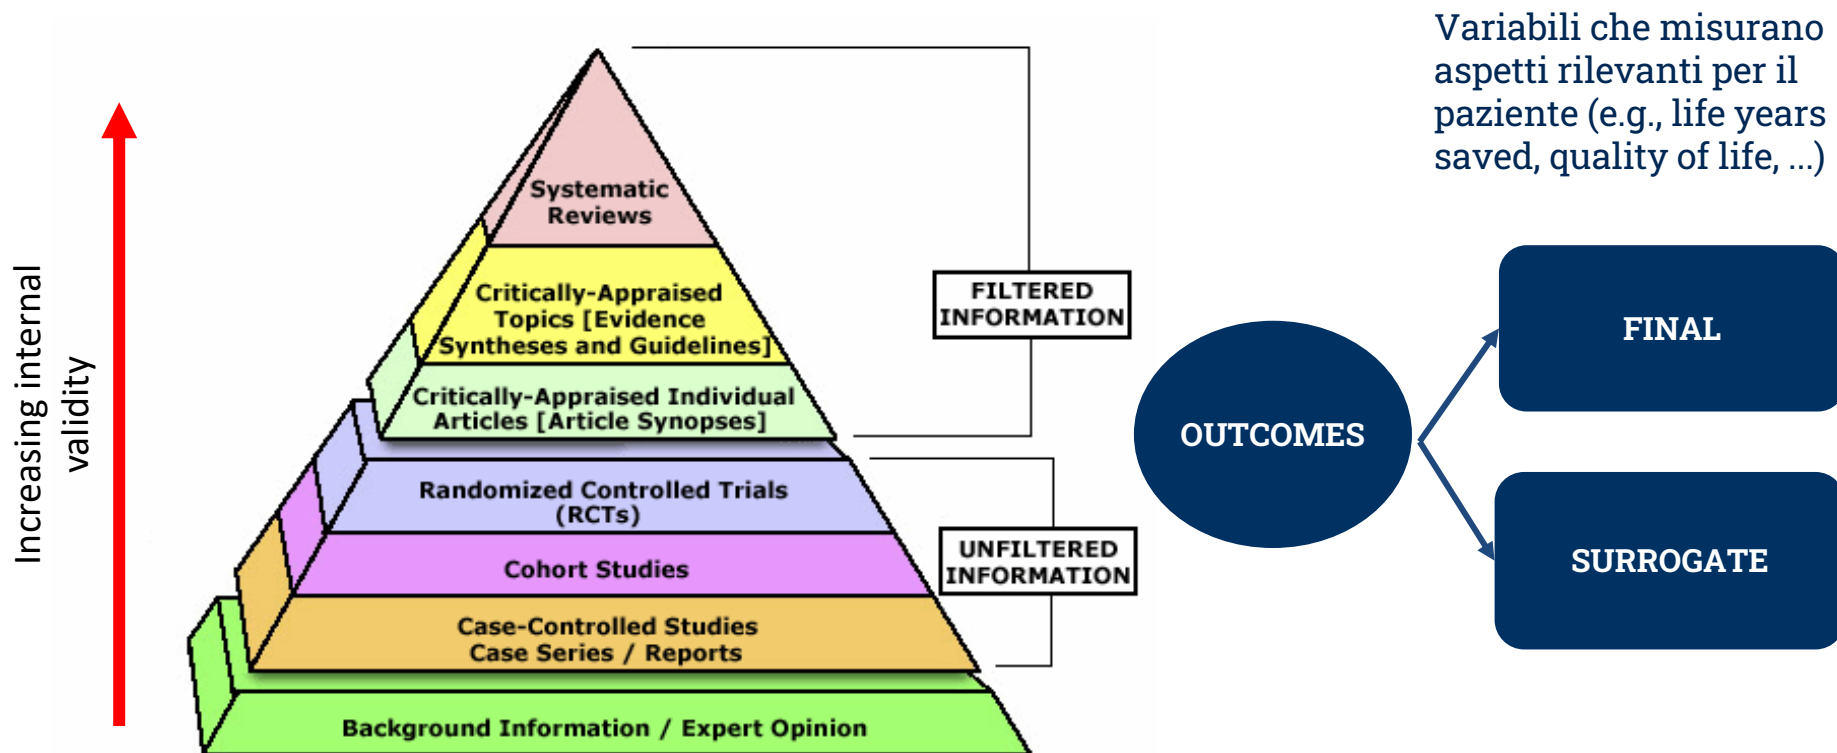 Increasing internal
validity
Systematic
Reviews
Critically-Appraised
Topics [Evidence
Syntheses and Guidelines]
Critically-Appraised Individual
Articles [Article Synopses]
Randomized Controlled Trials
(RCTs)
Cohort Studies
Case-Controlled Studies
Case Series / Reports
Background Information / Expert Opinion
FILTERED
INFORMATION
UNFILTERED
INFORMATION
Variabili che misurano
aspetti rilevanti per il
paziente (e.g., life years
saved, quality of life, ...)
OUTCOMES
FINAL
SURROGATE